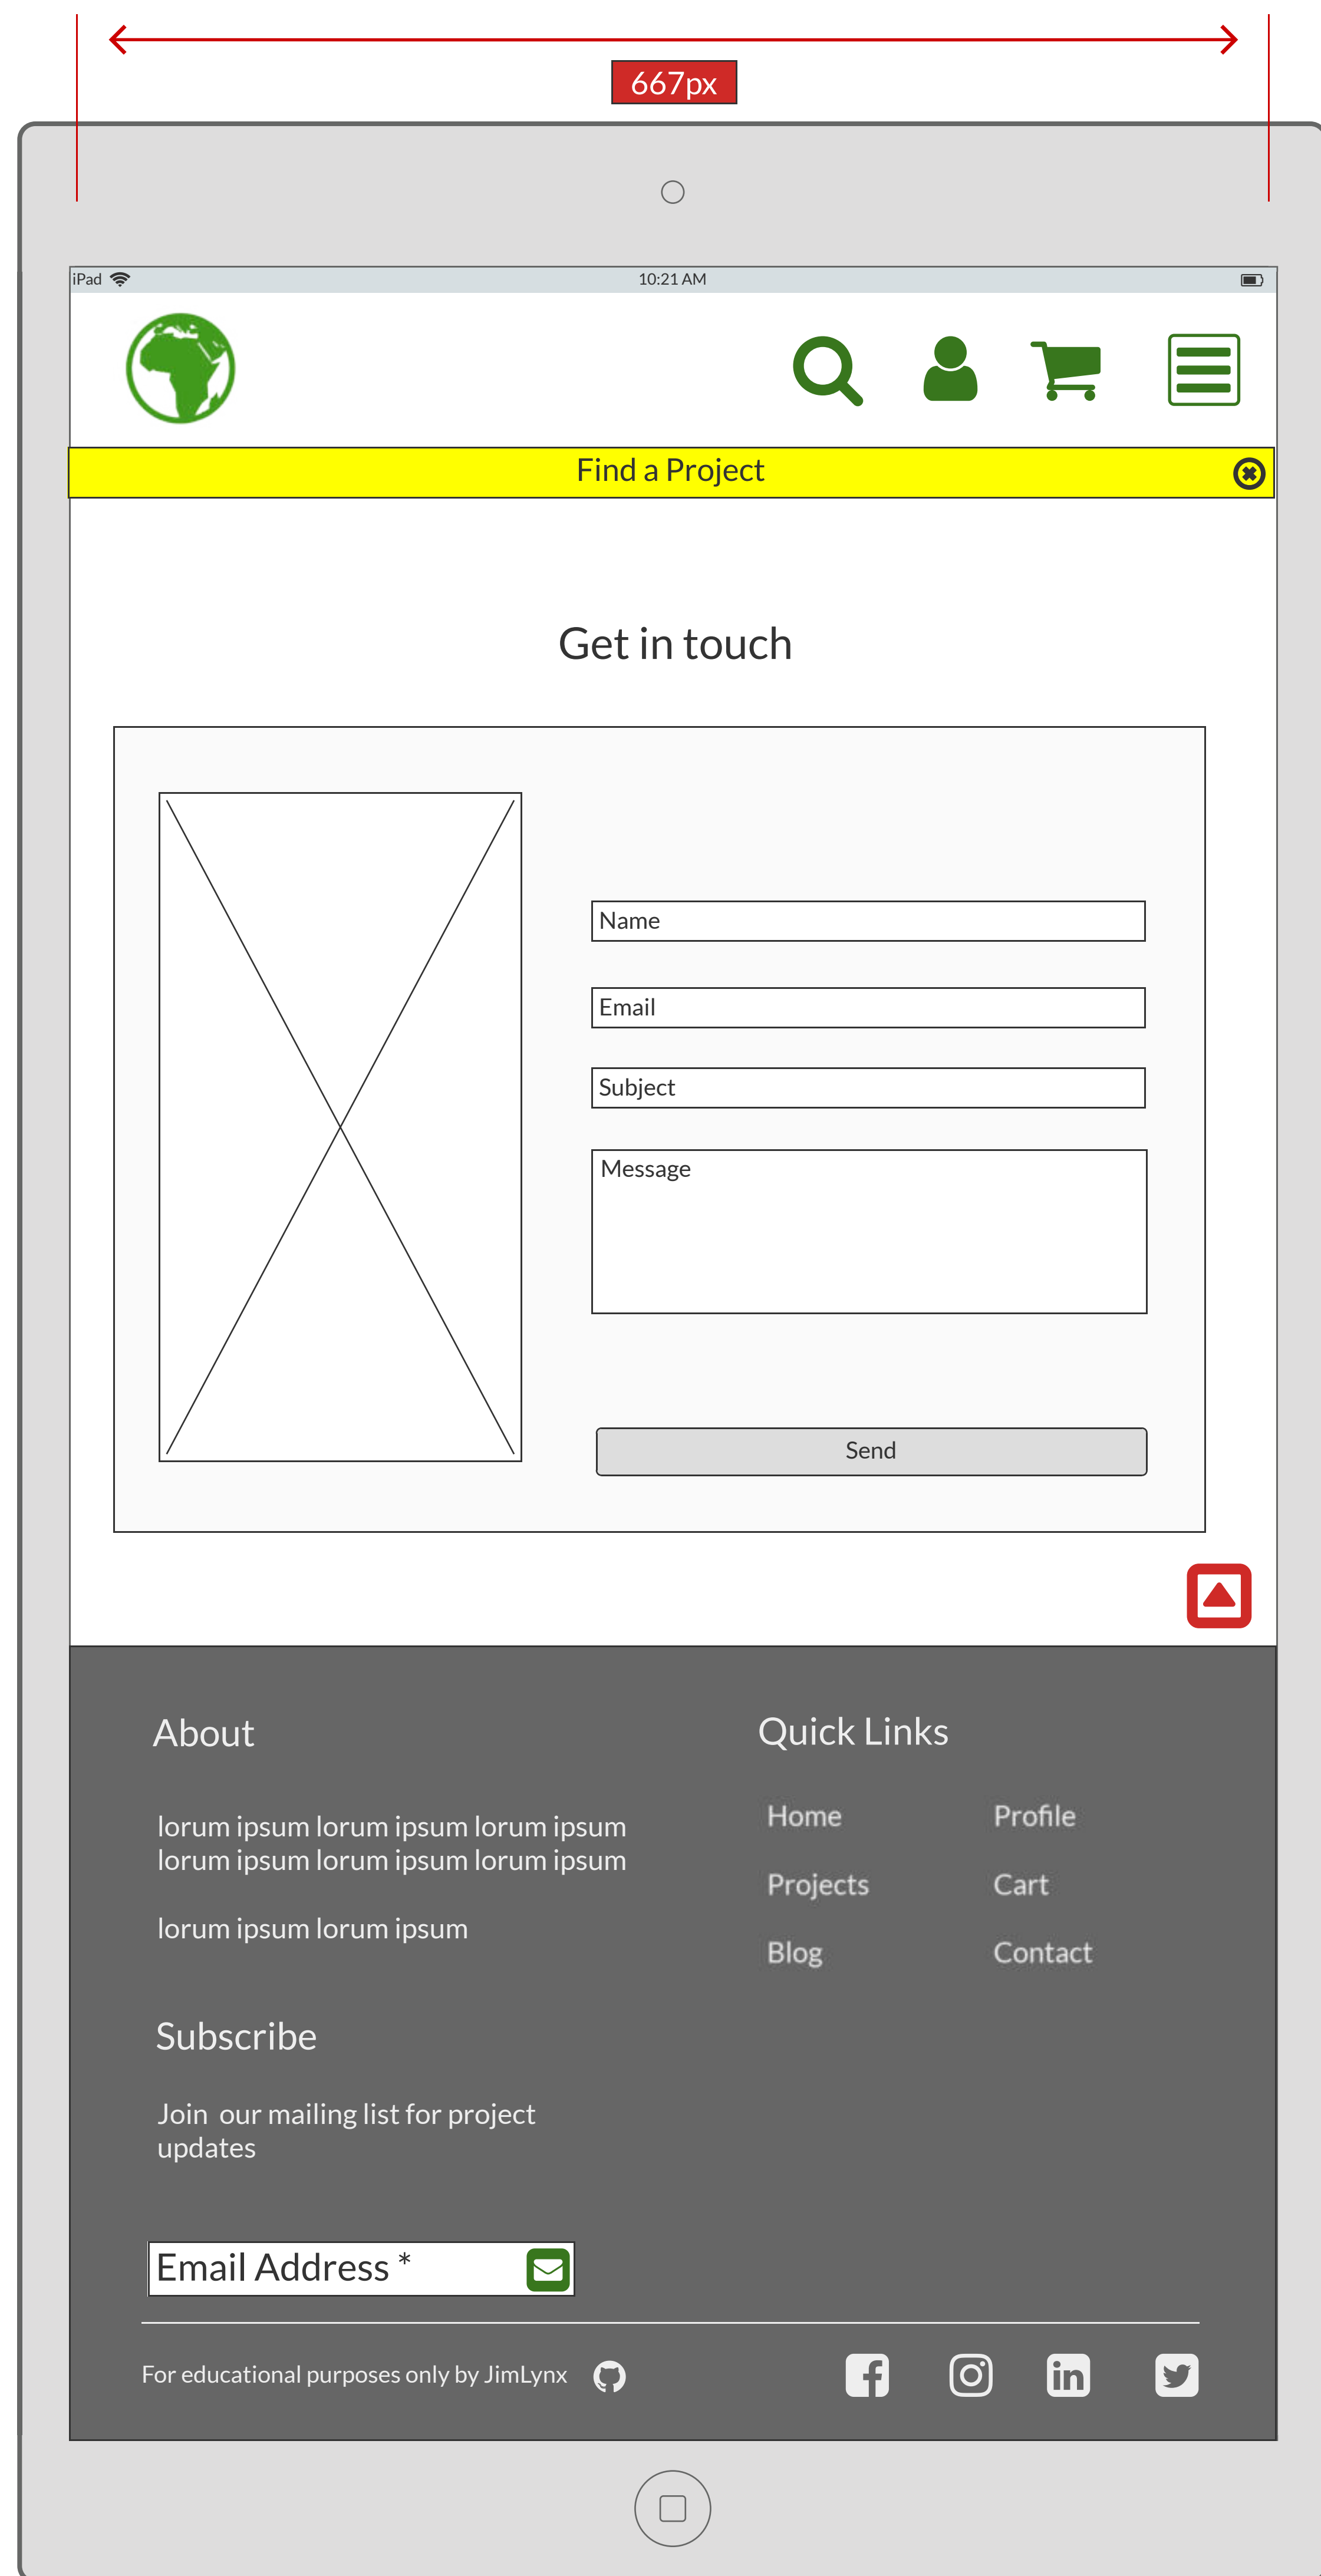 667px
iPad 10:21 AM
Find a Project
Get in touch
Name
Email
Subject
Message
Send
About
lorum ipsum lorum ipsum lorum ipsum
lorum ipsum lorum ipsum lorum ipsum
lorum ipsum lorum ipsum
Quick Links
Home Profile
Projects Cart
Blog Contact
Subscribe
Join  our mailing list for project
updates
Email Address *
For educational purposes only by JimLynx